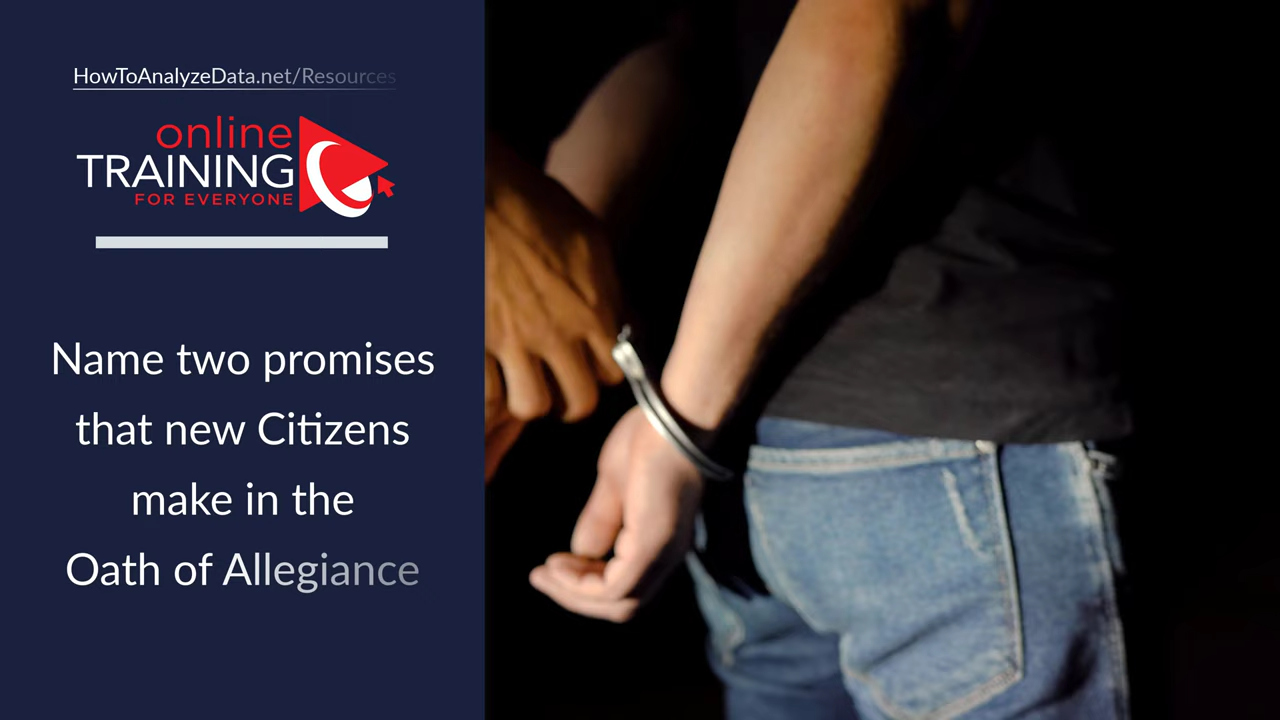 HowToAnalyzeData.net/Resources
online
TRAINING
FOR EVERYONE
Name two promises
that new Citizens
make in the
Oath of Allegiance